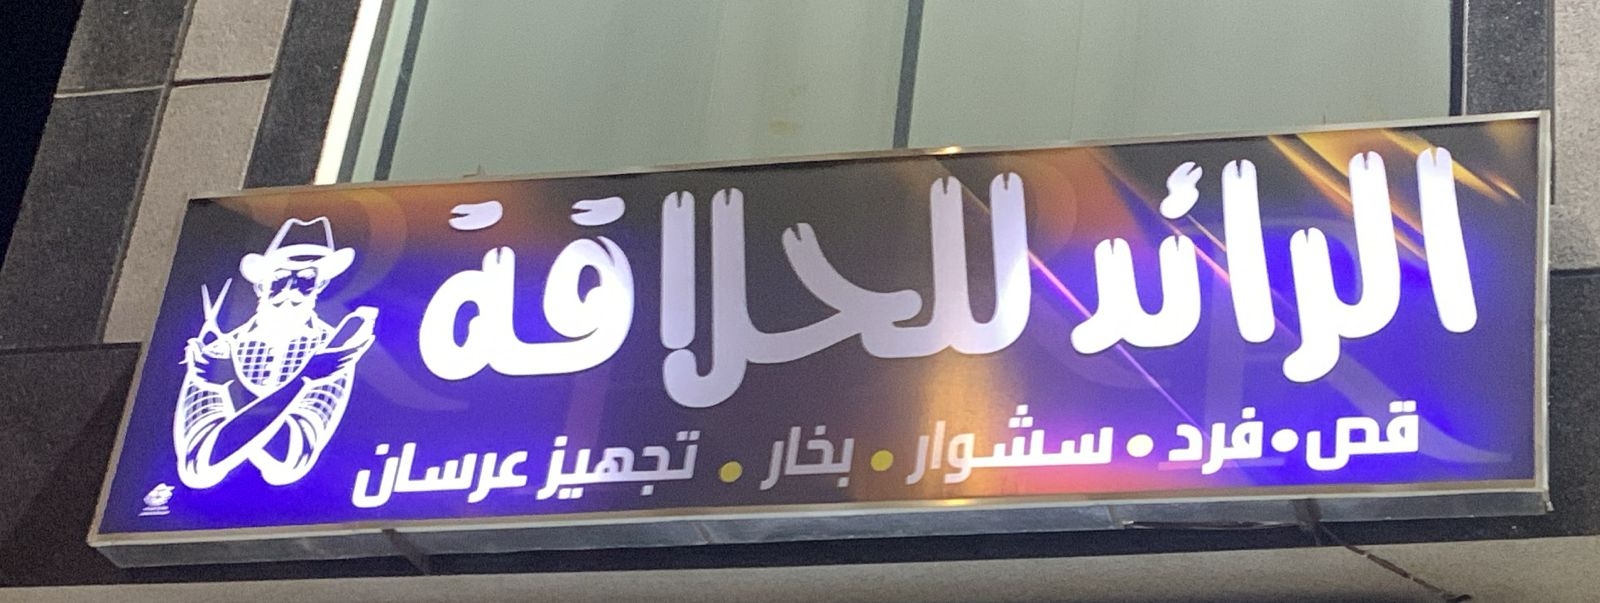 الرائد للحلاقة
قص • فرد • سشوار • بخار • تجهيز عرسان